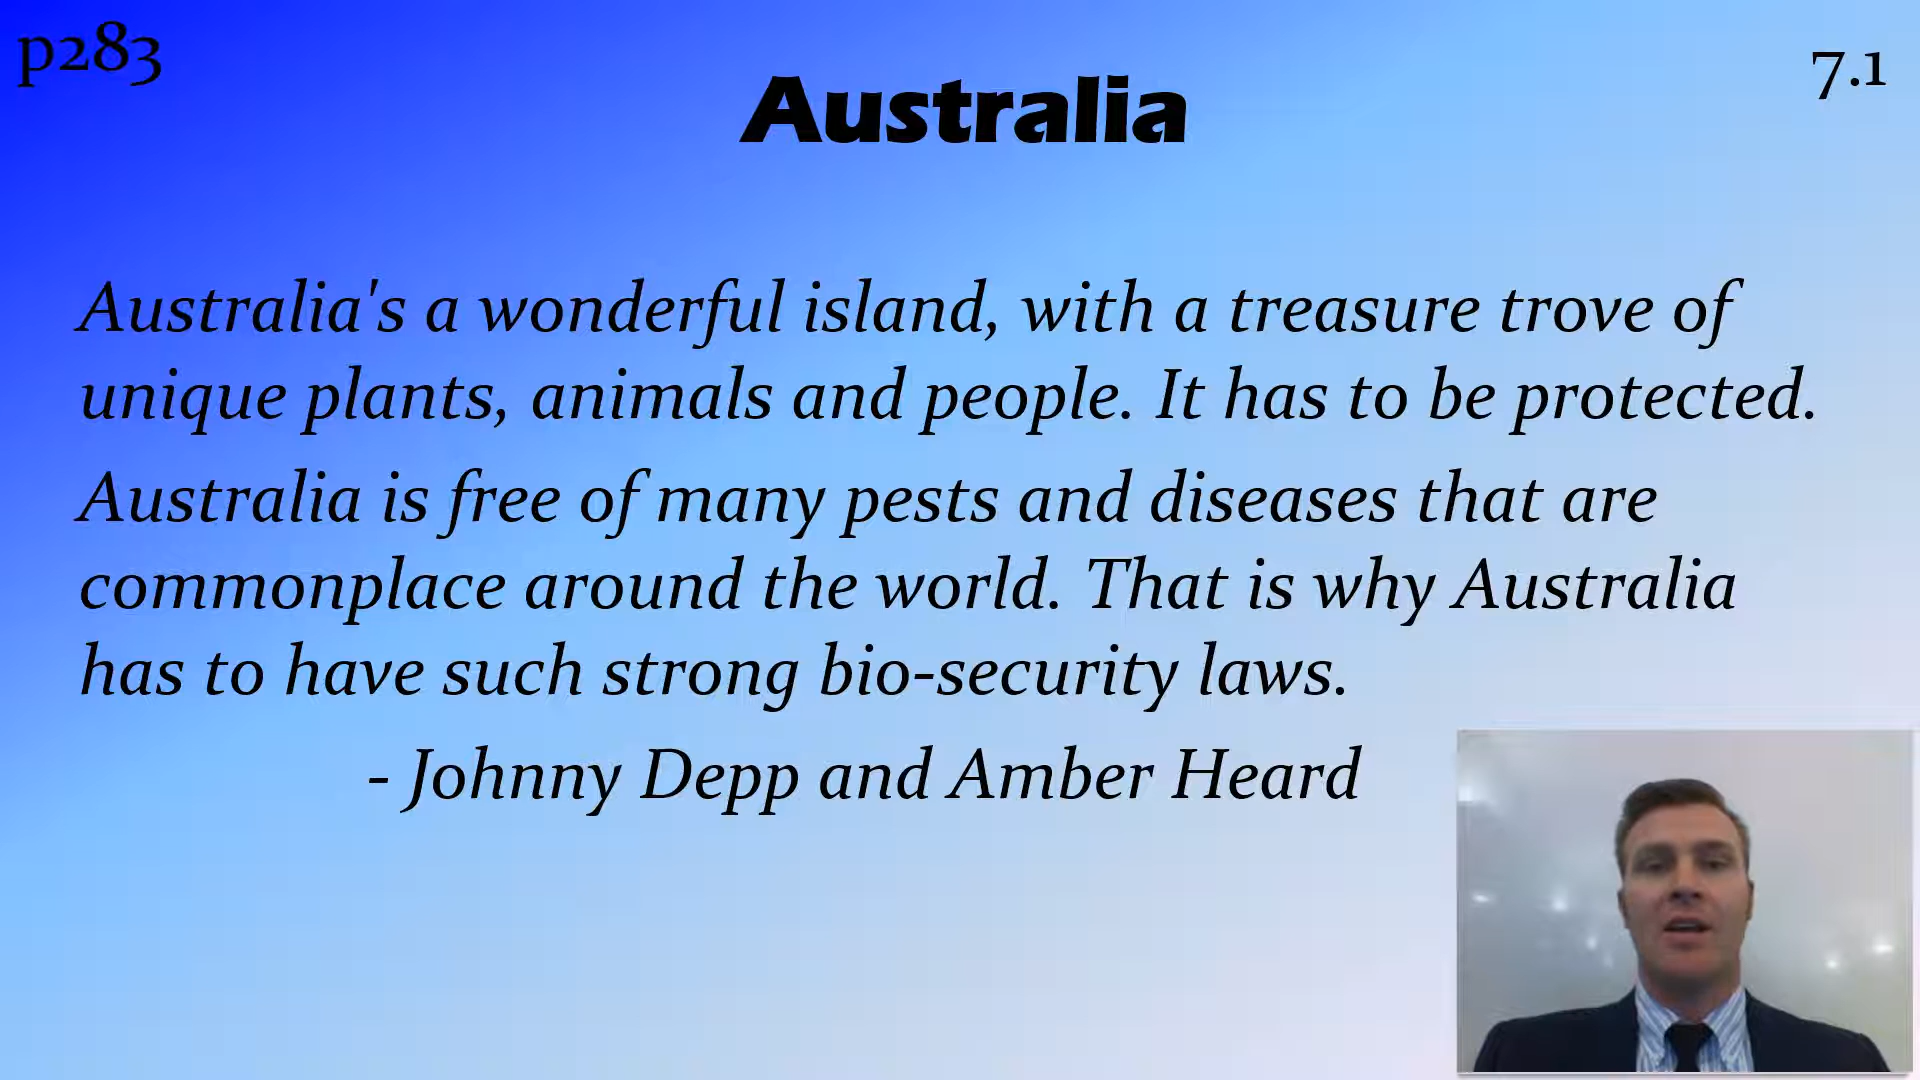 p283
7.1
Australia
Australia's a wonderful island, with a treasure trove of
unique plants, animals and people. It has to be protected.
Australia is free of many pests and diseases that are
commonplace around the world. That is why Australia
has to have such strong bio-security laws.
- Johnny Depp and Amber Heard